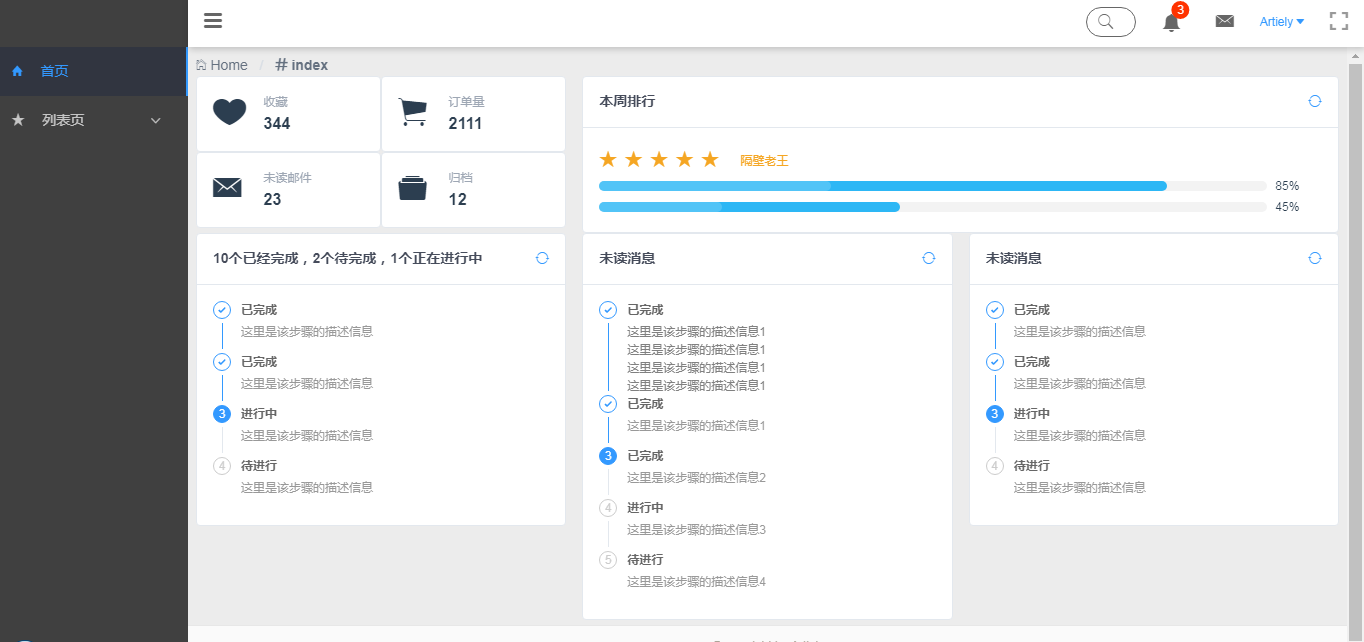 3
Artiely
首页
列表页
Home / # index
收藏
344
订单量
2111
未读邮件
23
归档
12
本周排行
隔壁老王
85%
45%
10个已经完成，2个待完成，1个正在进行中
已完成
这里是该步骤的描述信息
已完成
这里是该步骤的描述信息
3 进行中
这里是该步骤的描述信息
4 待进行
这里是该步骤的描述信息
未读消息
已完成
这里是该步骤的描述信息1
这里是该步骤的描述信息1
这里是该步骤的描述信息1
这里是该步骤的描述信息1
已完成
这里是该步骤的描述信息1
3 已完成
这里是该步骤的描述信息2
4 进行中
这里是该步骤的描述信息3
5 待进行
这里是该步骤的描述信息4
未读消息
已完成
这里是该步骤的描述信息
已完成
这里是该步骤的描述信息
3 进行中
这里是该步骤的描述信息
4 待进行
这里是该步骤的描述信息